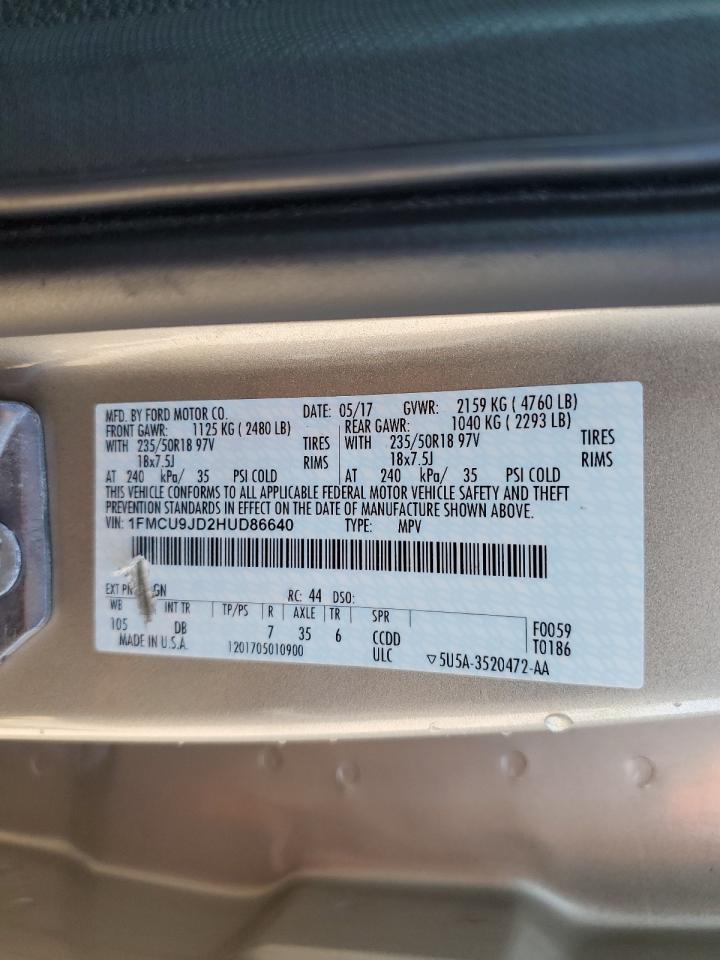 MFD. BY FORD MOTOR CO. DATE: 05/17 GVWR: 2159 KG ( 4760 LB)
FRONT GAWR: 1125 KG ( 2480 LB) REAR GAWR: 1040 KG ( 2293 LB)
WITH 235/50R18 97V TIRES WITH 235/50R18 97V TIRES
18x7.5J RIMS 18x7.5J RIMS
AT 240 kPa/ 35 PSI COLD AT 240 kPa/ 35 PSI COLD
THIS VEHICLE CONFORMS TO ALL APPLICABLE FEDERAL MOTOR VEHICLE SAFETY AND THEFT
PREVENTION STANDARDS IN EFFECT ON THE DATE OF MANUFACTURE SHOWN ABOVE.
VIN: 1FMCU9JD2HUD86640 TYPE: MPV
EXT GN RC: 44 DSO:
WB INT TR TP/PS R AXLE TR SPR
105 DB 7 35 6 CCDD F0059
MADE IN U.S.A. 1201705010900 ULC ▽5U5A-3520472-AA T0186